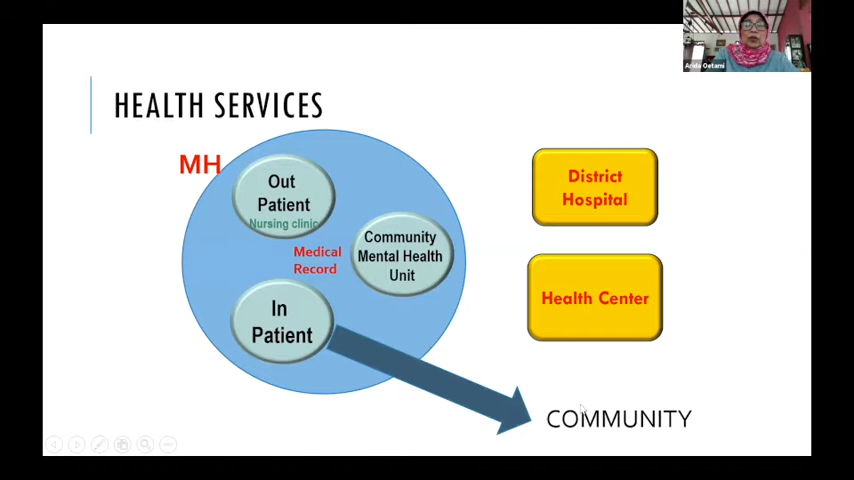 Arida Oetami
HEALTH SERVICES
MH
Out
Patient
Nursing clinic
Medical
Record
Community
Mental Health
Unit
In
Patient
District
Hospital
Health Center
COMMUNITY